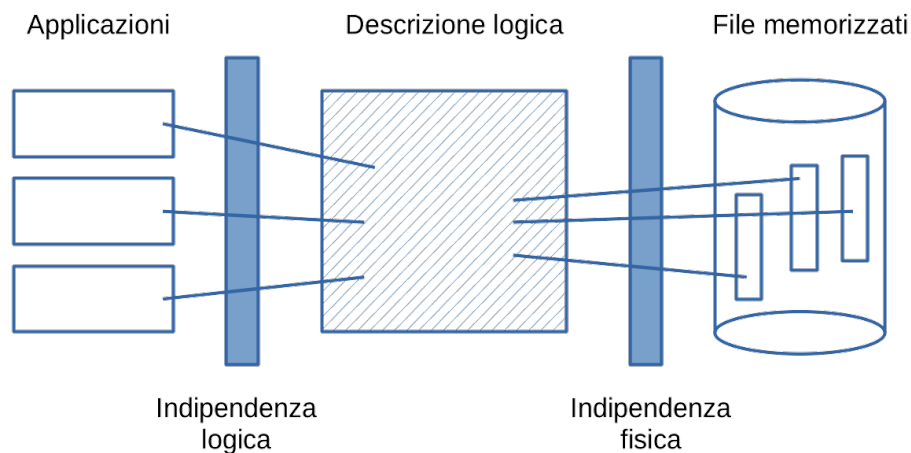 Applicazioni
Descrizione logica
File memorizzati
Indipendenza
logica
Indipendenza
fisica